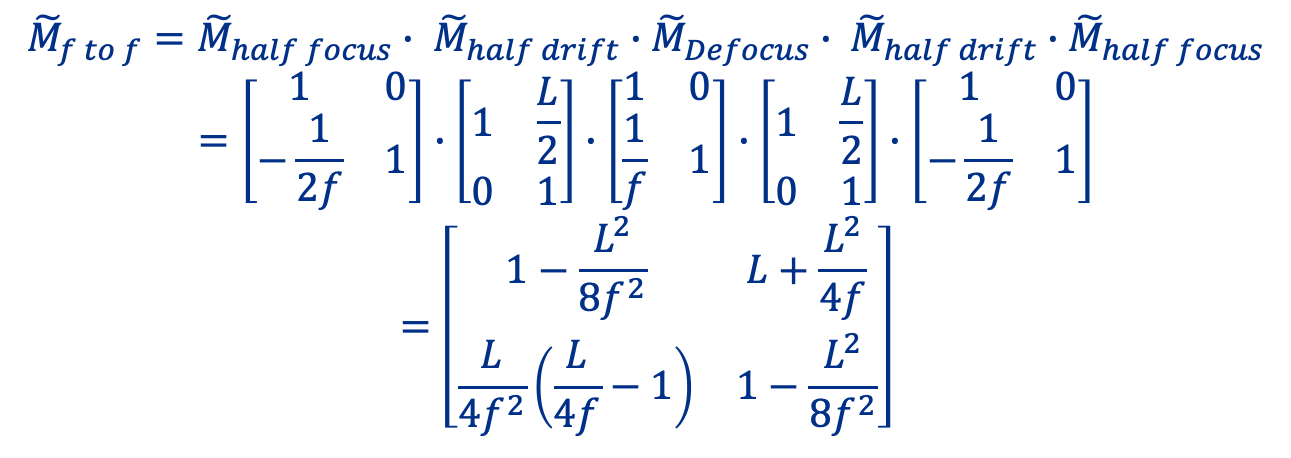 M̃_{f to f} = M̃_{half focus} · M̃_{half drift} · M̃_{Defocus} · M̃_{half drift} · M̃_{half focus}
= [1 0; −1/(2f) 1] · [1 L/2; 0 1] · [1 0; 1/f 1] · [1 L/2; 0 1] · [1 0; −1/(2f) 1]
= [1 − L²/(8f²) L + L²/(4f); L/(4f²) (L/(4f) − 1) 1 − L²/(8f²)]